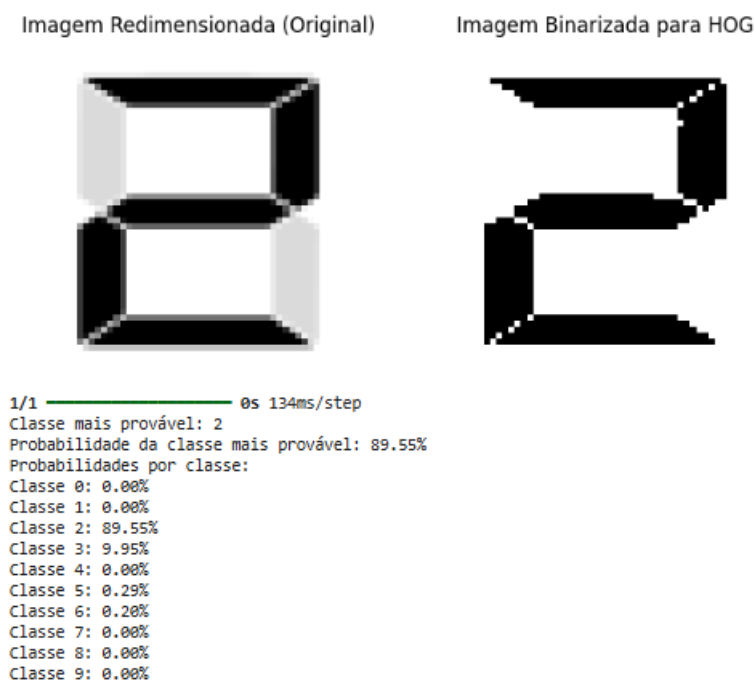 Imagem Redimensionada (Original)
Imagem Binarizada para HOG
1/1 ━━━━━━━━━━━━━━━━━━━━ 0s 134ms/step
Classe mais provável: 2
Probabilidade da classe mais provável: 89.55%
Probabilidades por classe:
Classe 0: 0.00%
Classe 1: 0.00%
Classe 2: 89.55%
Classe 3: 9.95%
Classe 4: 0.00%
Classe 5: 0.29%
Classe 6: 0.20%
Classe 7: 0.00%
Classe 8: 0.00%
Classe 9: 0.00%